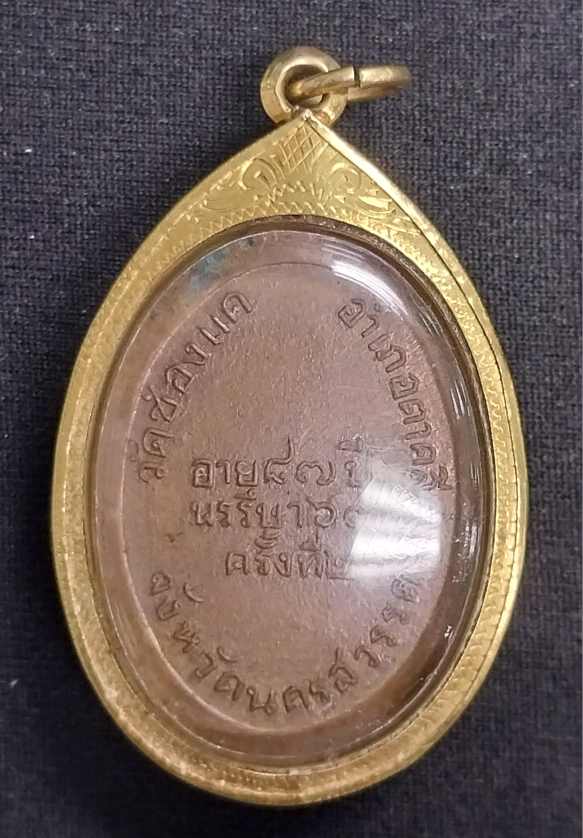 วัดช่องแค
อำเภอตาคลี
อายุ๘๗ปี
พรรษา๖๗
ครั้งที่๒
จังหวัดนครสวรรค์